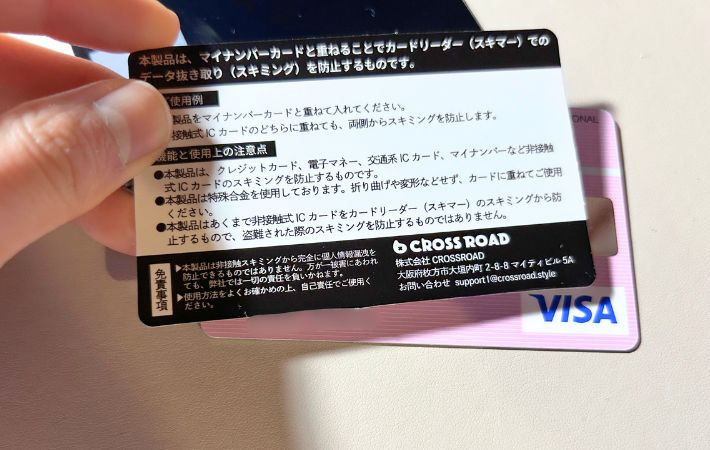 本製品は、マイナンバーカードと重ねることでカードリーダー（スキマー）での
データ抜き取り（スキミング）を防止するものです。
使用例
製品をマイナンバーカードと重ねて入れてください。
非接触式ICカードのどちらに重ねても、両側からスキミングを防止します。
機能と使用上の注意点
●本製品は、クレジットカード、電子マネー、交通系ICカード、マイナンバーなど非接触
式ICカードのスキミングを防止するものです。
●本製品は特殊合金を使用しております。折り曲げや変形などせず、カードに重ねてご使用
ください。
●本製品はあくまで非接触式ICカードをカードリーダー（スキマー）のスキミングから防
止するもので、盗難された際のスキミングを防止するものではありません。
免責事項
▶本製品は非接触スキミングから完全に個人情報漏洩を
防止できるものではありません。万が一被害にあわれ
ても、弊社では一切の責任を負いかねます。
▶使用方法をよくお確かめの上、自己責任でご使用く
ださい。
CROSS ROAD
株式会社 CROSSROAD
大阪府枚方市大垣内町 2-8-8 マイティビル 5A
お問い合わせ support1@crossroad.style
ONAL
VISA